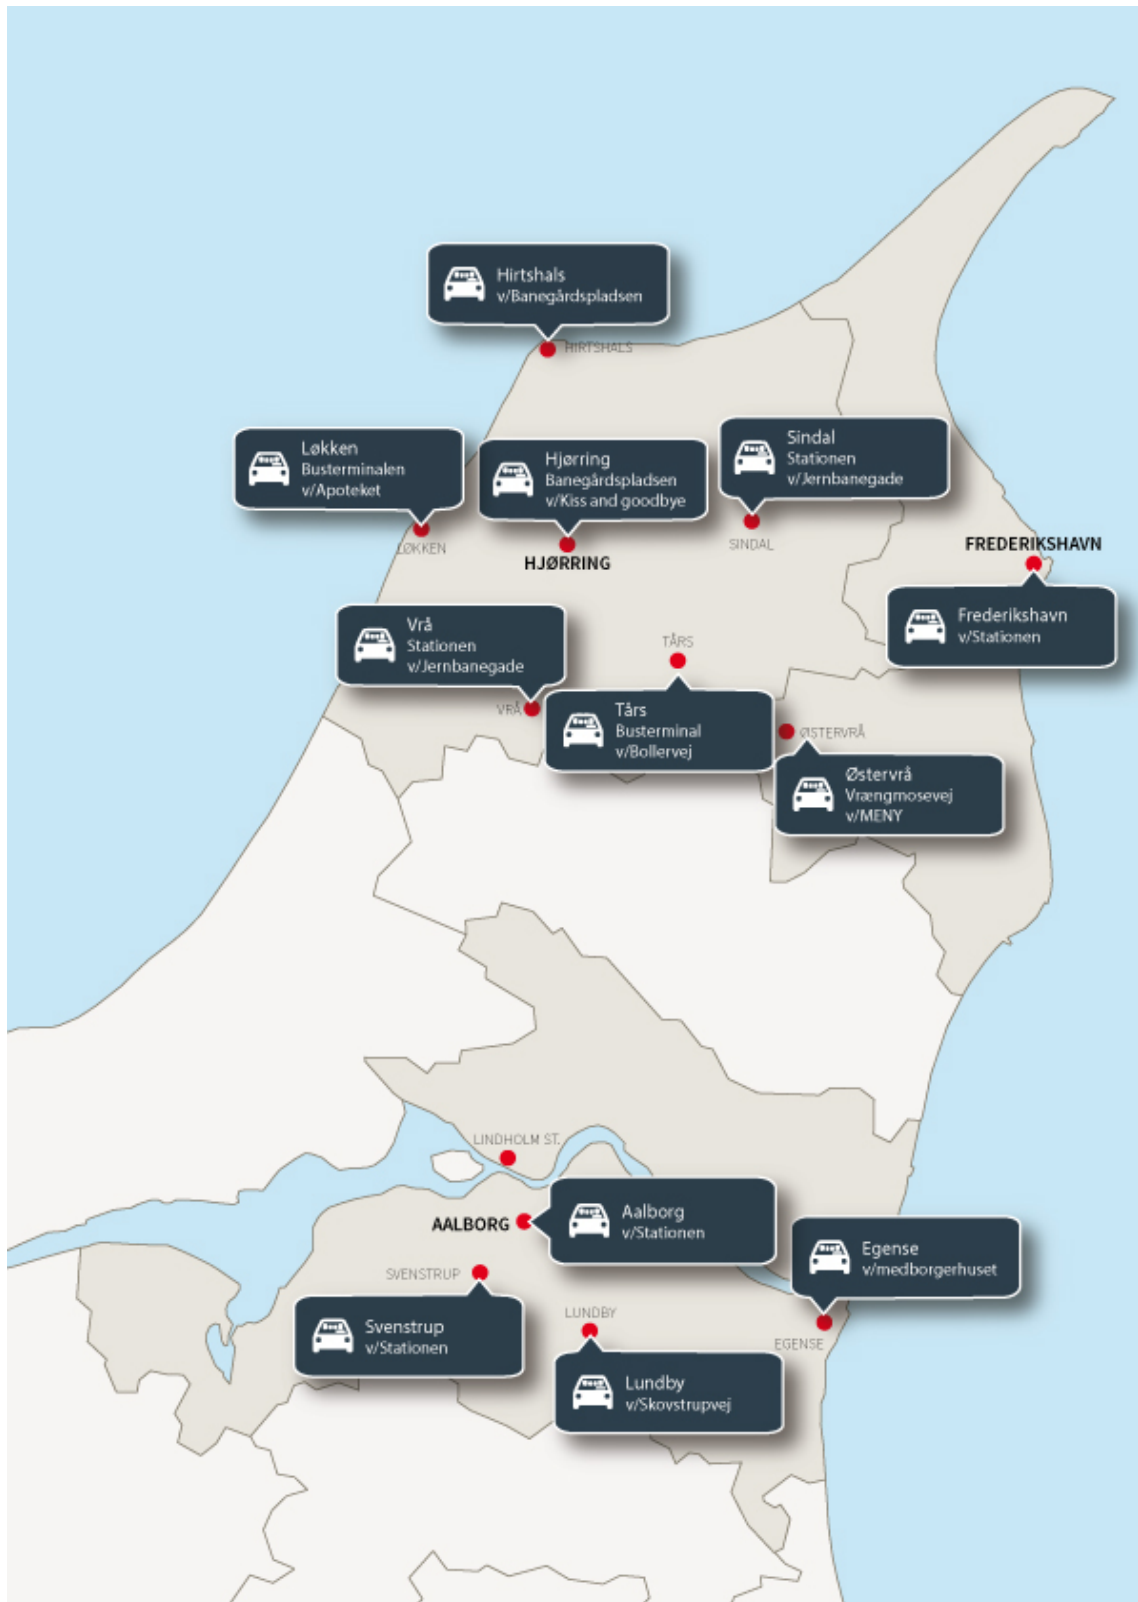 Hirtshals
v/Banegårdspladsen
HIRTSHALS
Løkken
Busterminalen
v/Apoteket
LØKKEN
Hjørring
Banegårdspladsen
v/Kiss and goodbye
HJØRRING
Sindal
Stationen
v/Jernbanegade
SINDAL
FREDERIKSHAVN
Frederikshavn
v/Stationen
Vrå
Stationen
v/Jernbanegade
VRÅ
TÅRS
Tårs
Busterminal
v/Bollervej
ØSTERVRÅ
Østervrå
Vrængmosevej
v/MENY
LINDHOLM ST.
AALBORG
Aalborg
v/Stationen
Egense
v/medborgerhuset
EGENSE
SVENSTRUP
Svenstrup
v/Stationen
LUNDBY
Lundby
v/Skovstrupvej